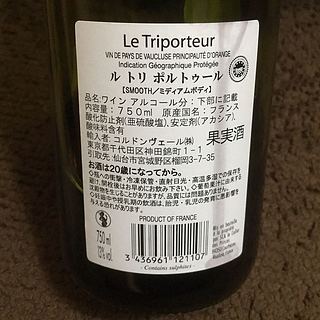 Le Triporteur
VIN DE PAYS DE VAUCLUSE PRINCIPAUTÉ D'ORANGE
Indication Géographique Protégée
ル トリ ポルトゥール
【SMOOTH/ミディアムボディ】
品名：ワイン アルコール分：下部に記載
内容量：750ml 原産国名：フランス
酸化防止剤(亜硫酸塩)、安定剤(アカシア)、
酸味料含有
果実酒
輸入者：コルドンヴェール㈱
東京都千代田区神田錦町1-1
引取先：仙台市宮城野区榴岡3-7-35
お酒は20歳になってから。
PRODUCT OF FRANCE
750 ml
13% vol
3 436961 121107
- Contains sulphites -